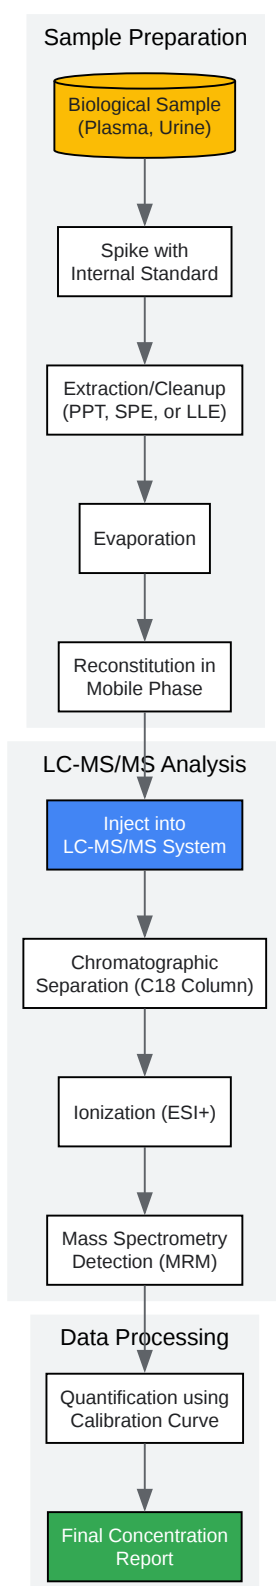 Sample Preparation
Biological Sample
(Plasma, Urine)
Spike with
Internal Standard
Extraction/Cleanup
(PPT, SPE, or LLE)
Evaporation
Reconstitution in
Mobile Phase
LC-MS/MS Analysis
Inject into
LC-MS/MS System
Chromatographic
Separation (C18 Column)
Ionization (ESI+)
Mass Spectrometry
Detection (MRM)
Data Processing
Quantification using
Calibration Curve
Final Concentration
Report